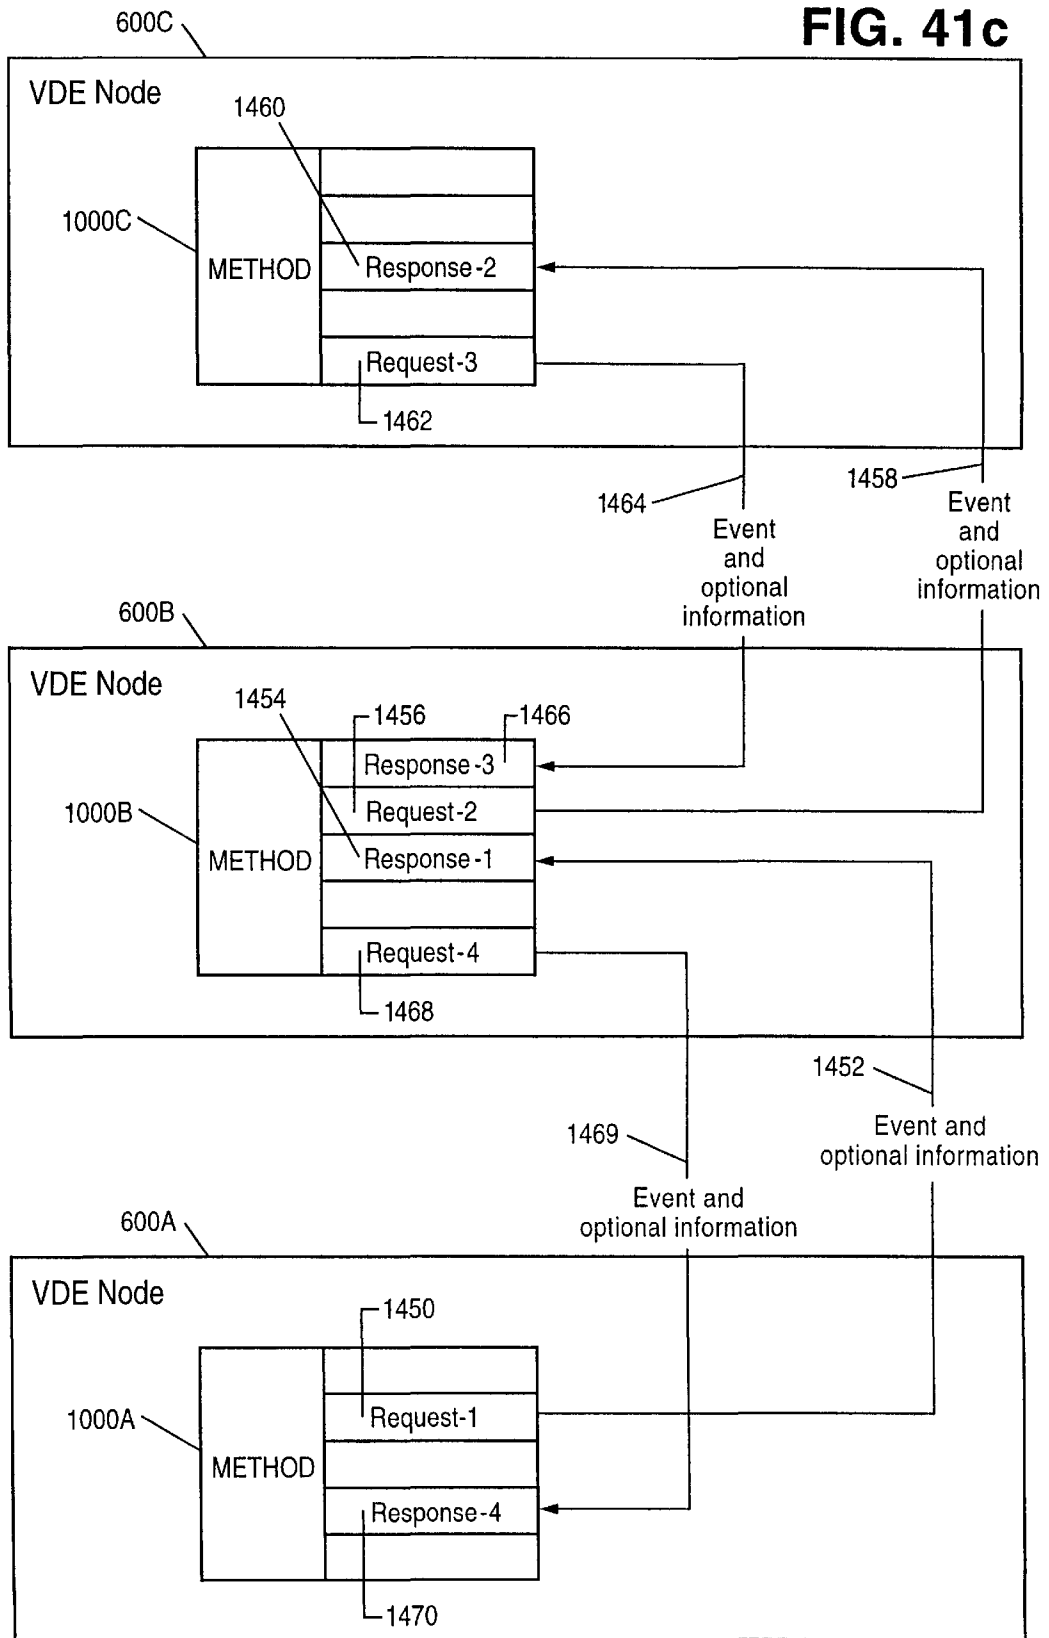 FIG. 41c
600C
VDE Node
1460
1000C
METHOD
Response-2
Request-3
1462
1464
1458
Event
and
optional
information
Event
and
optional
information
600B
VDE Node
1454
1456
1466
Response-3
1000B
Request-2
METHOD
Response-1
Request-4
1468
1452
1469
Event and
optional information
Event and
optional information
600A
VDE Node
1450
1000A
Request-1
METHOD
Response-4
1470